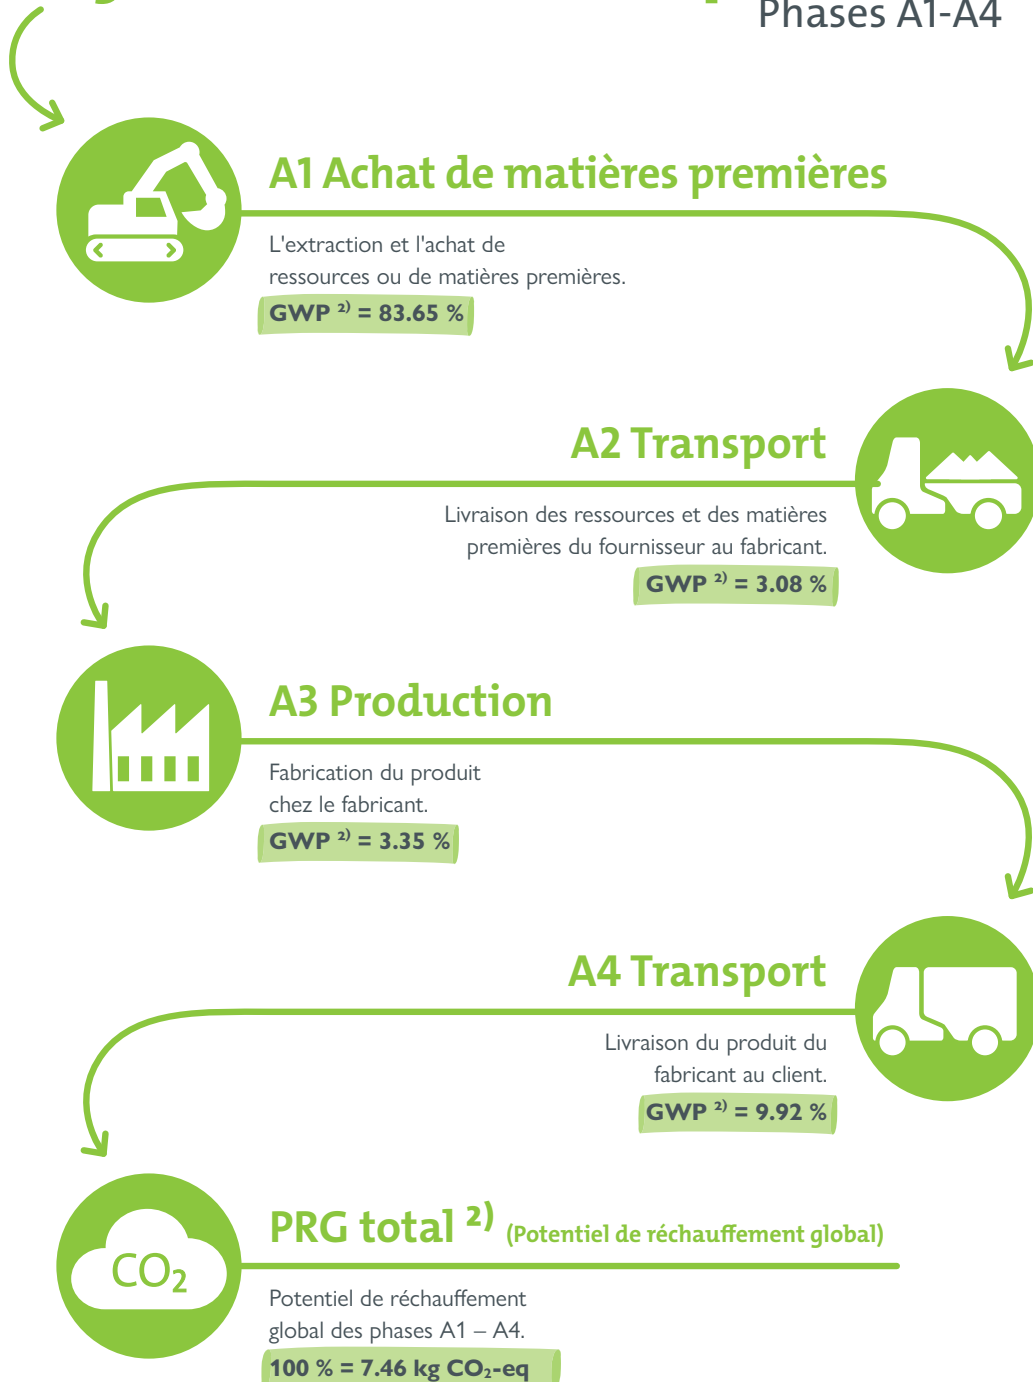 Phases A1-A4
A1 Achat de matières premières
L'extraction et l'achat de
ressources ou de matières premières.
GWP ²⁾ = 83.65 %
A2 Transport
Livraison des ressources et des matières
premières du fournisseur au fabricant.
GWP ²⁾ = 3.08 %
A3 Production
Fabrication du produit
chez le fabricant.
GWP ²⁾ = 3.35 %
A4 Transport
Livraison du produit du
fabricant au client.
GWP ²⁾ = 9.92 %
CO₂
PRG total ²⁾ (Potentiel de réchauffement global)
Potentiel de réchauffement
global des phases A1 – A4.
100 % = 7.46 kg CO₂-eq